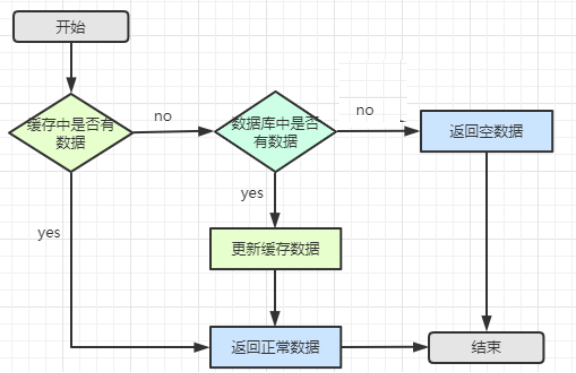 开始
缓存中是否有
数据
no
数据库中是否
有数据
no
返回空数据
yes
更新缓存数据
yes
返回正常数据
结束